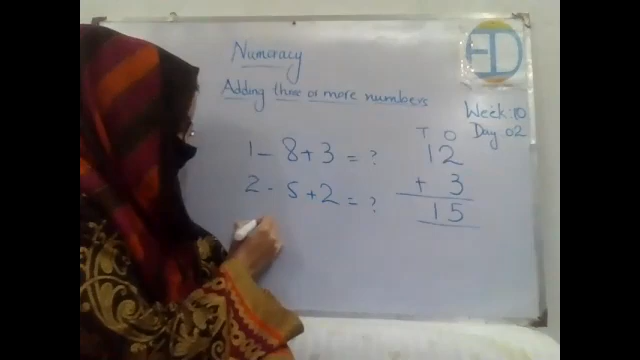 Numeracy
Adding three or more numbers
ED
Week:10
Day 02
1- 8+3 = ?
2- 5+2 = ?
T O
12
+ 3
15